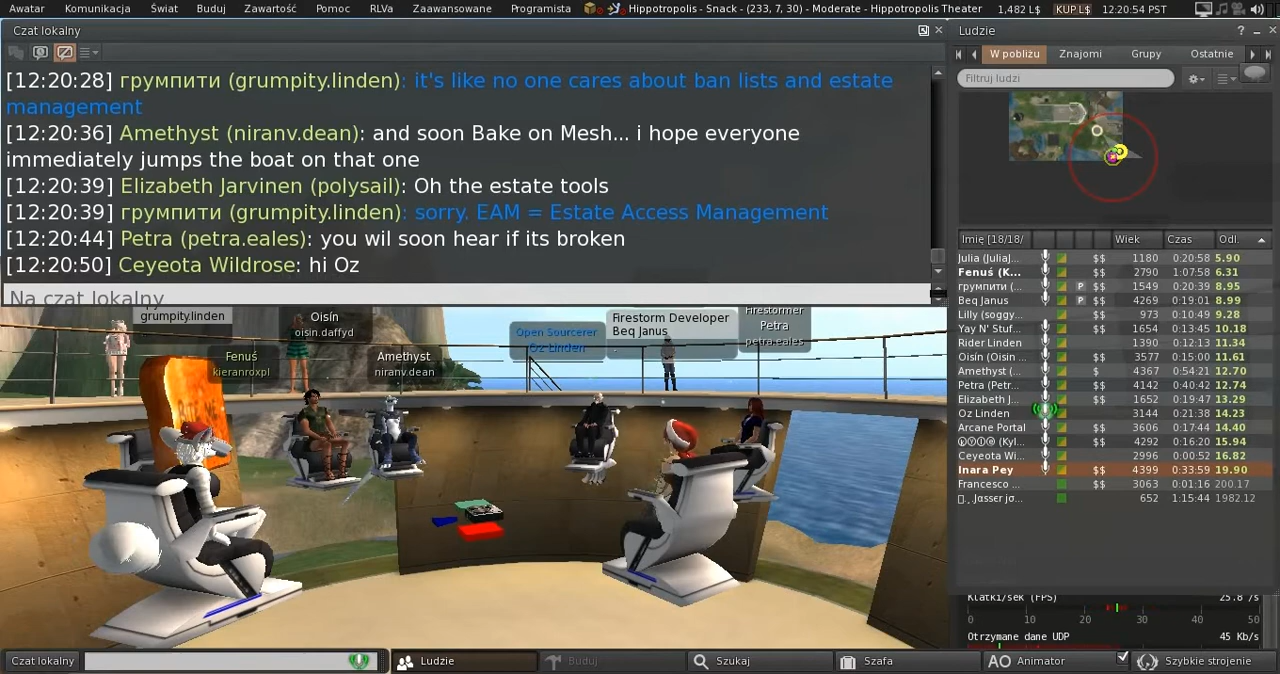 Awatar Komunikacja Świat Buduj Zawartość Pomoc RLVa Zaawansowane Programista Hippotropolis - Snack - (233, 7, 30) - Moderate - Hippotropolis Theater 1,482 L$ KUP L$ 12:20:54 PST
Czat lokalny
[12:20:28] грумпити (grumpity.linden): it's like no one cares about ban lists and estate
management
[12:20:36] Amethyst (niranv.dean): and soon Bake on Mesh... i hope everyone
immediately jumps the boat on that one
[12:20:39] Elizabeth Jarvinen (polysail): Oh the estate tools
[12:20:39] грумпити (grumpity.linden): sorry. EAM = Estate Access Management
[12:20:44] Petra (petra.eales): you wil soon hear if its broken
[12:20:50] Ceyeota Wildrose: hi Oz
Na czat lokalny
grumpity.linden
Oisín
oisin.daffyd
Fenuś
kieranroxpl
Amethyst
niranv.dean
Open Sourcerer
Oz Linden
Firestorm Developer
Beq Janus
Firestormer
Petra
petra.eales
Ludzie
W pobliżu Znajomi Grupy Ostatnie
Filtruj ludzi
Imię [18/18/ Wiek Czas Odl.
Julia (JuliaJ... $$ 1180 0:20:58 5.90
Fenuś (K... $$ 2790 1:07:58 6.31
грумпити (... P $$ 1549 0:20:39 8.95
Beq Janus P $$ 4269 0:19:01 8.99
Lilly (soggy... $$ 973 0:10:49 9.28
Yay N' Stuf... $$ 1654 0:13:45 10.18
Rider Linden 1390 0:12:13 11.34
Oisín (Oisin ... $$ 3577 0:15:00 11.61
Amethyst (... $ 4367 0:54:21 12.70
Petra (Petr... $$ 4142 0:40:42 12.74
Elizabeth J... $$ 1652 0:19:47 13.29
Oz Linden 3144 0:21:38 14.23
Arcane Portal $$ 3606 0:17:44 14.40
(Kyl... $$ 4292 0:16:20 15.94
Ceyeota Wi... 2996 0:00:52 16.82
Inara Pey $$ 4399 0:33:59 19.90
Francesco ... $$ 3063 0:01:16 200.17
652 1:15:44 1982.12
Klatki/sek (FPS) 25.8 /s
0 10 20 30 40 50
Otrzymane dane UDP 45 Kb/s
Czat lokalny Ludzie Buduj Szukaj Szafa AO Animator Szybkie strojenie